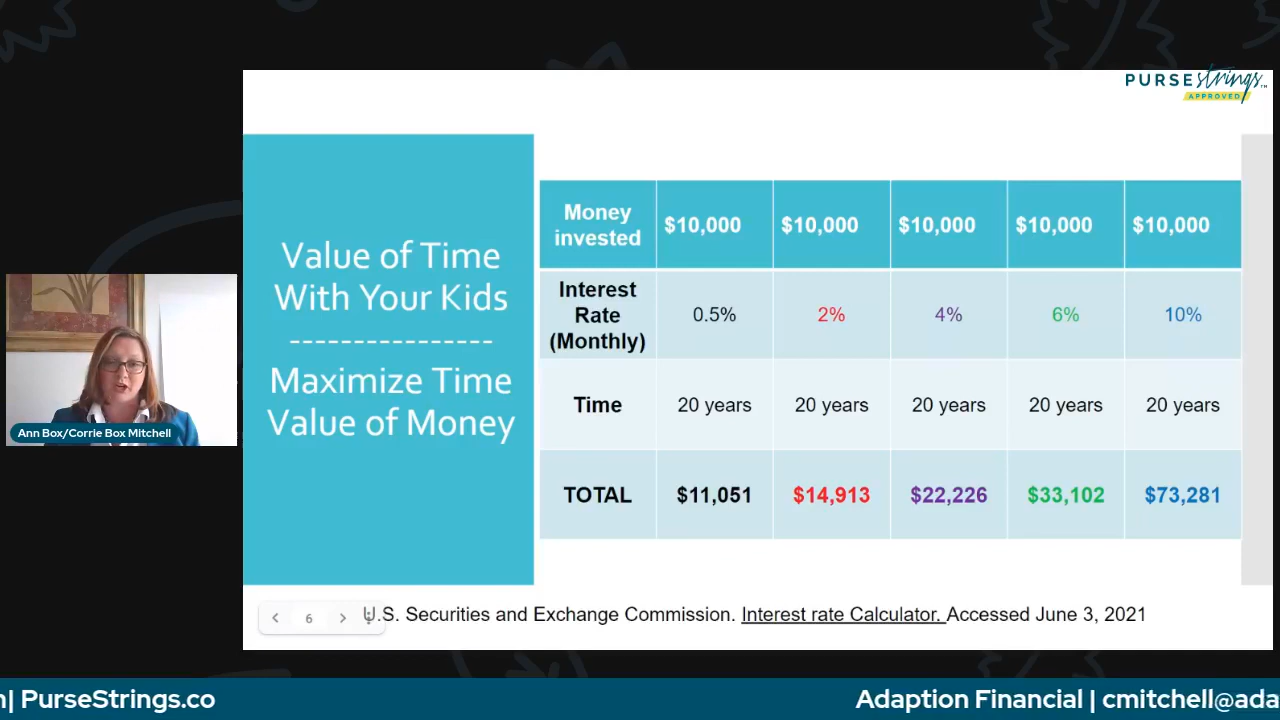 PURSE strings™
APPROVED
Value of Time
With Your Kids
----------------
Maximize Time
Value of Money
Money invested $10,000 $10,000 $10,000 $10,000 $10,000
Interest Rate (Monthly) 0.5% 2% 4% 6% 10%
Time 20 years 20 years 20 years 20 years 20 years
TOTAL $11,051 $14,913 $22,226 $33,102 $73,281
Ann Box/Corrie Box Mitchell
6
U.S. Securities and Exchange Commission. Interest rate Calculator. Accessed June 3, 2021
| PurseStrings.co
Adaption Financial | cmitchell@ada